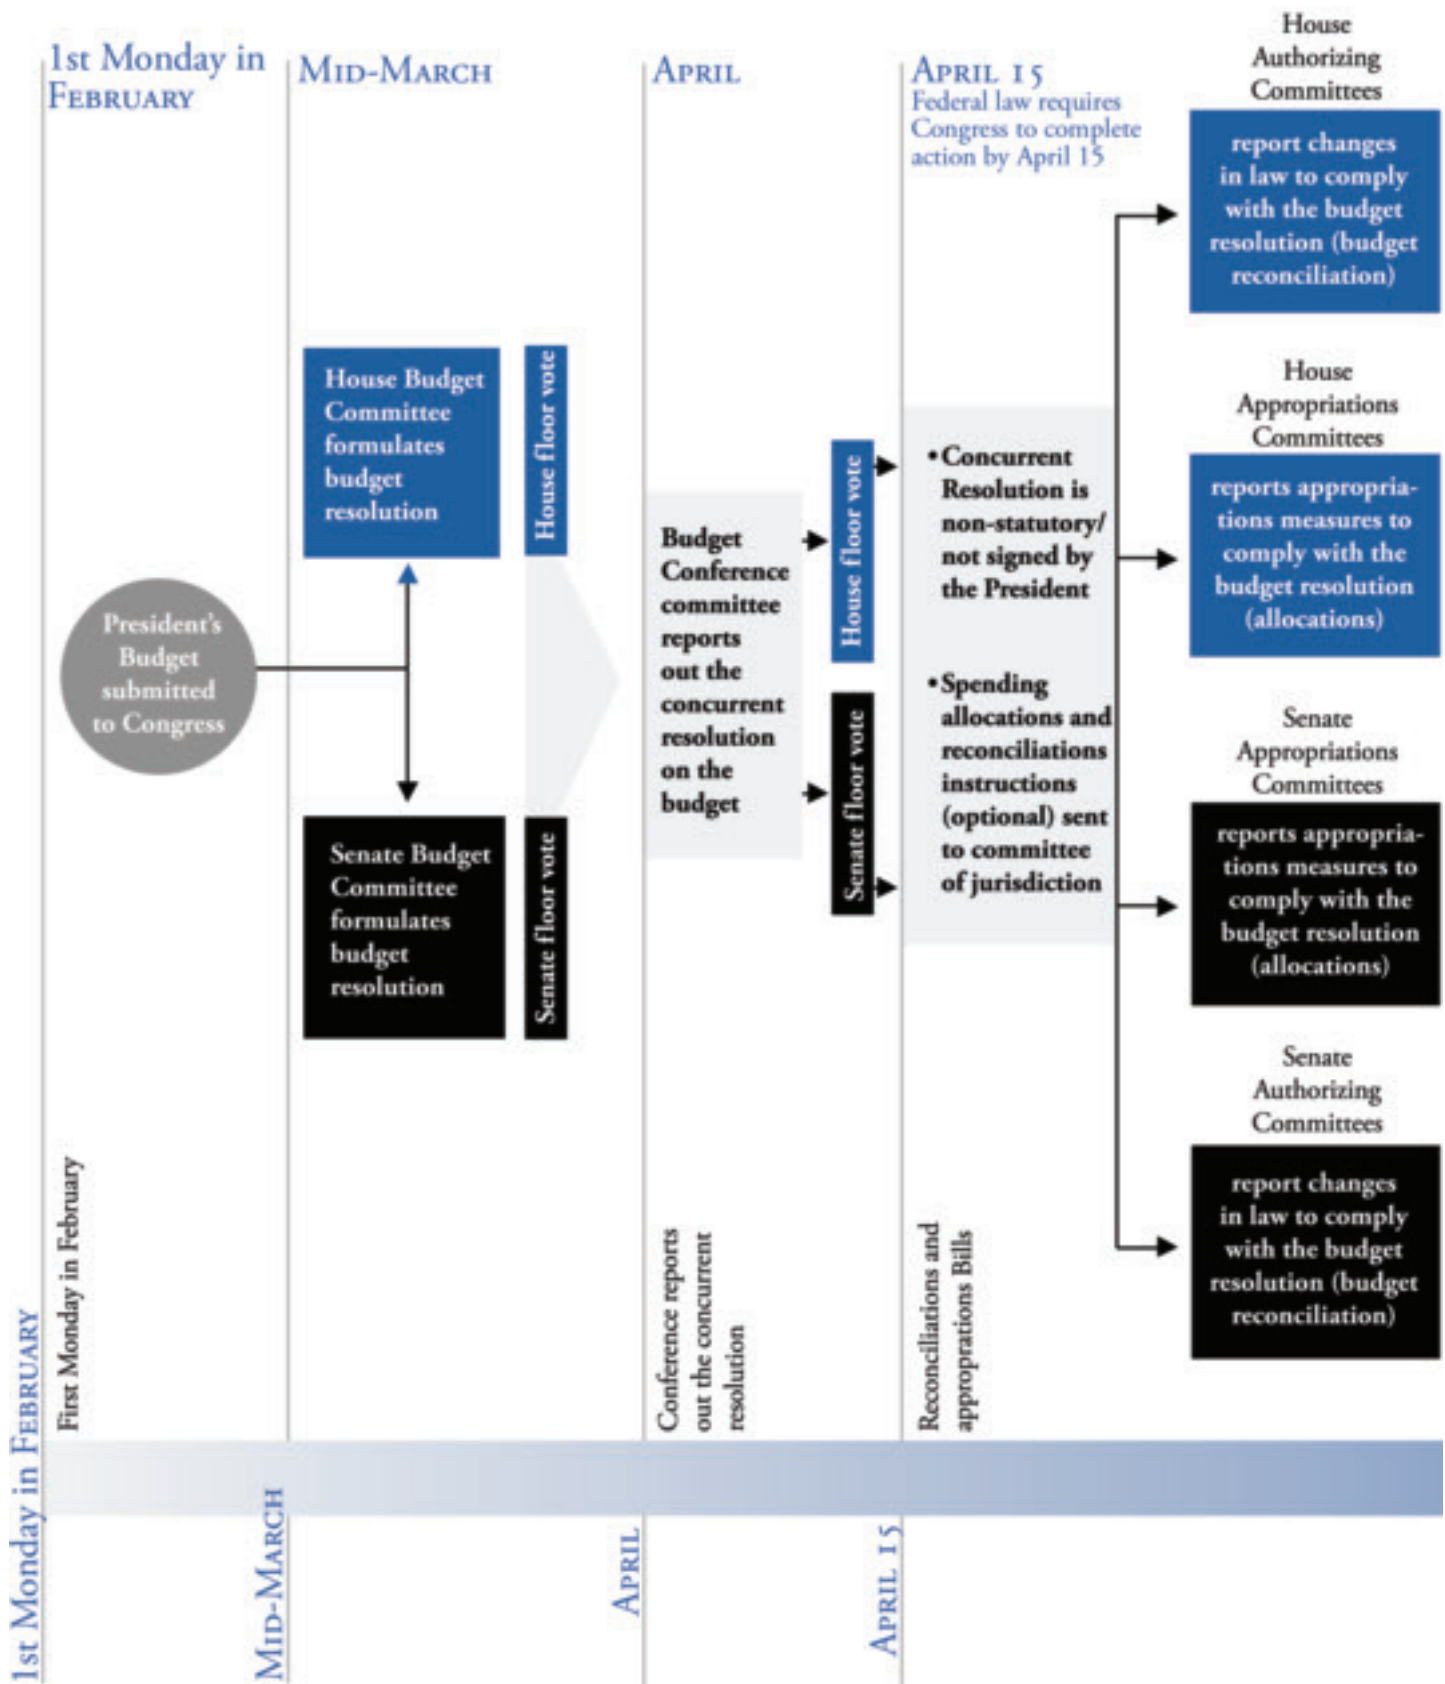 1st Monday in
February
Mid-March
April
April 15
Federal law requires
Congress to complete
action by April 15
House
Authorizing
Committees
report changes
in law to comply
with the budget
resolution (budget
reconciliation)
House Budget
Committee
formulates
budget
resolution
House floor vote
President's
Budget
submitted
to Congress
Senate Budget
Committee
formulates
budget
resolution
Senate floor vote
Budget
Conference
committee
reports
out the
concurrent
resolution
on the
budget
House floor vote
Senate floor vote
•Concurrent
Resolution is
non-statutory/
not signed by
the President
•Spending
allocations and
reconciliations
instructions
(optional) sent
to committee
of jurisdiction
House
Appropriations
Committees
reports appropria-
tions measures to
comply with the
budget resolution
(allocations)
Senate
Appropriations
Committees
reports appropria-
tions measures to
comply with the
budget resolution
(allocations)
Senate
Authorizing
Committees
report changes
in law to comply
with the budget
resolution (budget
reconciliation)
First Monday in February
Conference reports
out the concurrent
resolution
Reconciliations and
approprations Bills
1st Monday in February
Mid-March
April
April 15